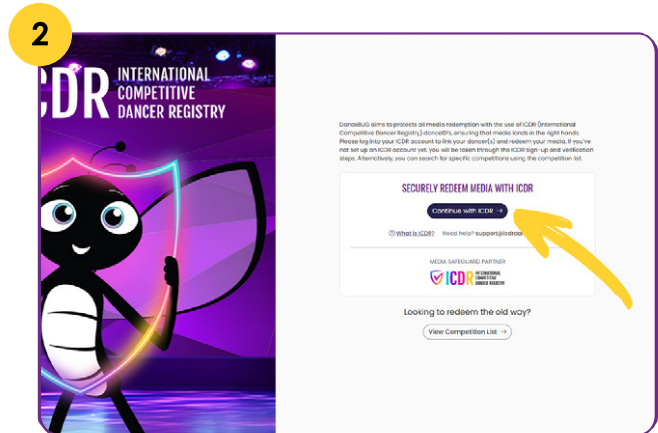 2
ICDR INTERNATIONAL
COMPETITIVE
DANCER REGISTRY
DanceBUG aims to protects all media redemption with the use of ICDR (International
Competitive Dancer Registry) danceID's, ensuring that media lands in the right hands.
Please log into your ICDR account to link your dancer(s) and redeem your media. If you're
not set up an ICDR account yet, you will be taken through the ICDR sign-up and verification
steps. Alternatively, you can search for specific competitions using the competition list.
SECURELY REDEEM MEDIA WITH ICDR
Continue with ICDR →
What is ICDR? Need help?
MEDIA SAFEGUARD PARTNER
ICDR INTERNATIONAL
COMPETITIVE
DANCER REGISTRY
Looking to redeem the old way?
View Competition List →